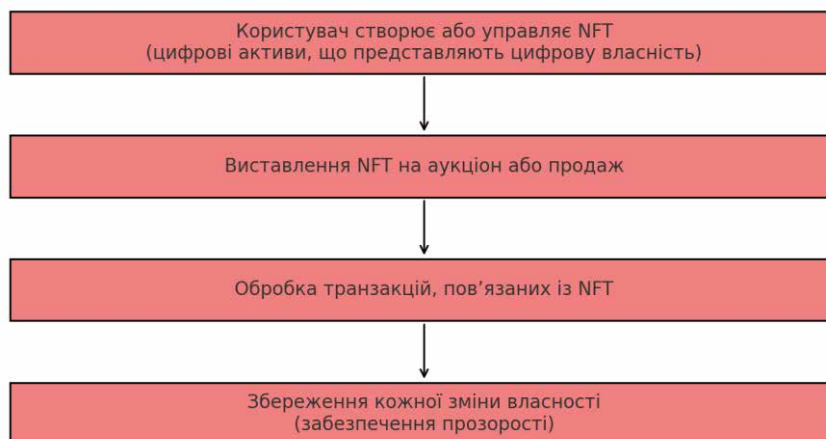 Користувач створює або управляє NFT
(цифрові активи, що представляють цифрову власність)
Виставлення NFT на аукціон або продаж
Обробка транзакцій, пов’язаних із NFT
Збереження кожної зміни власності
(забезпечення прозорості)